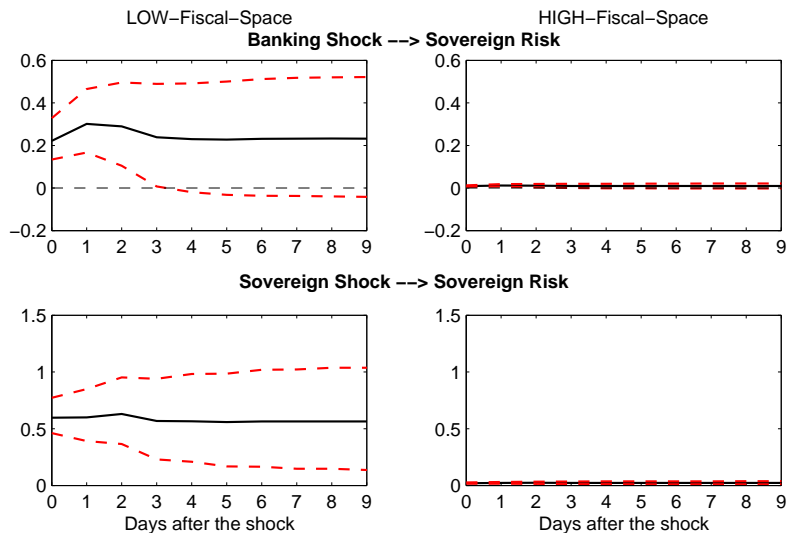 LOW−Fiscal−Space HIGH−Fiscal−Space
Banking Shock −−> Sovereign Risk
0.6 0.6
0.4 0.4
0.2 0.2
0 0
−0.2 −0.2
0 1 2 3 4 5 6 7 8 9 0 1 2 3 4 5 6 7 8 9
Sovereign Shock −−> Sovereign Risk
1.5 1.5
1 1
0.5 0.5
0 0
0 1 2 3 4 5 6 7 8 9 0 1 2 3 4 5 6 7 8 9
Days after the shock Days after the shock